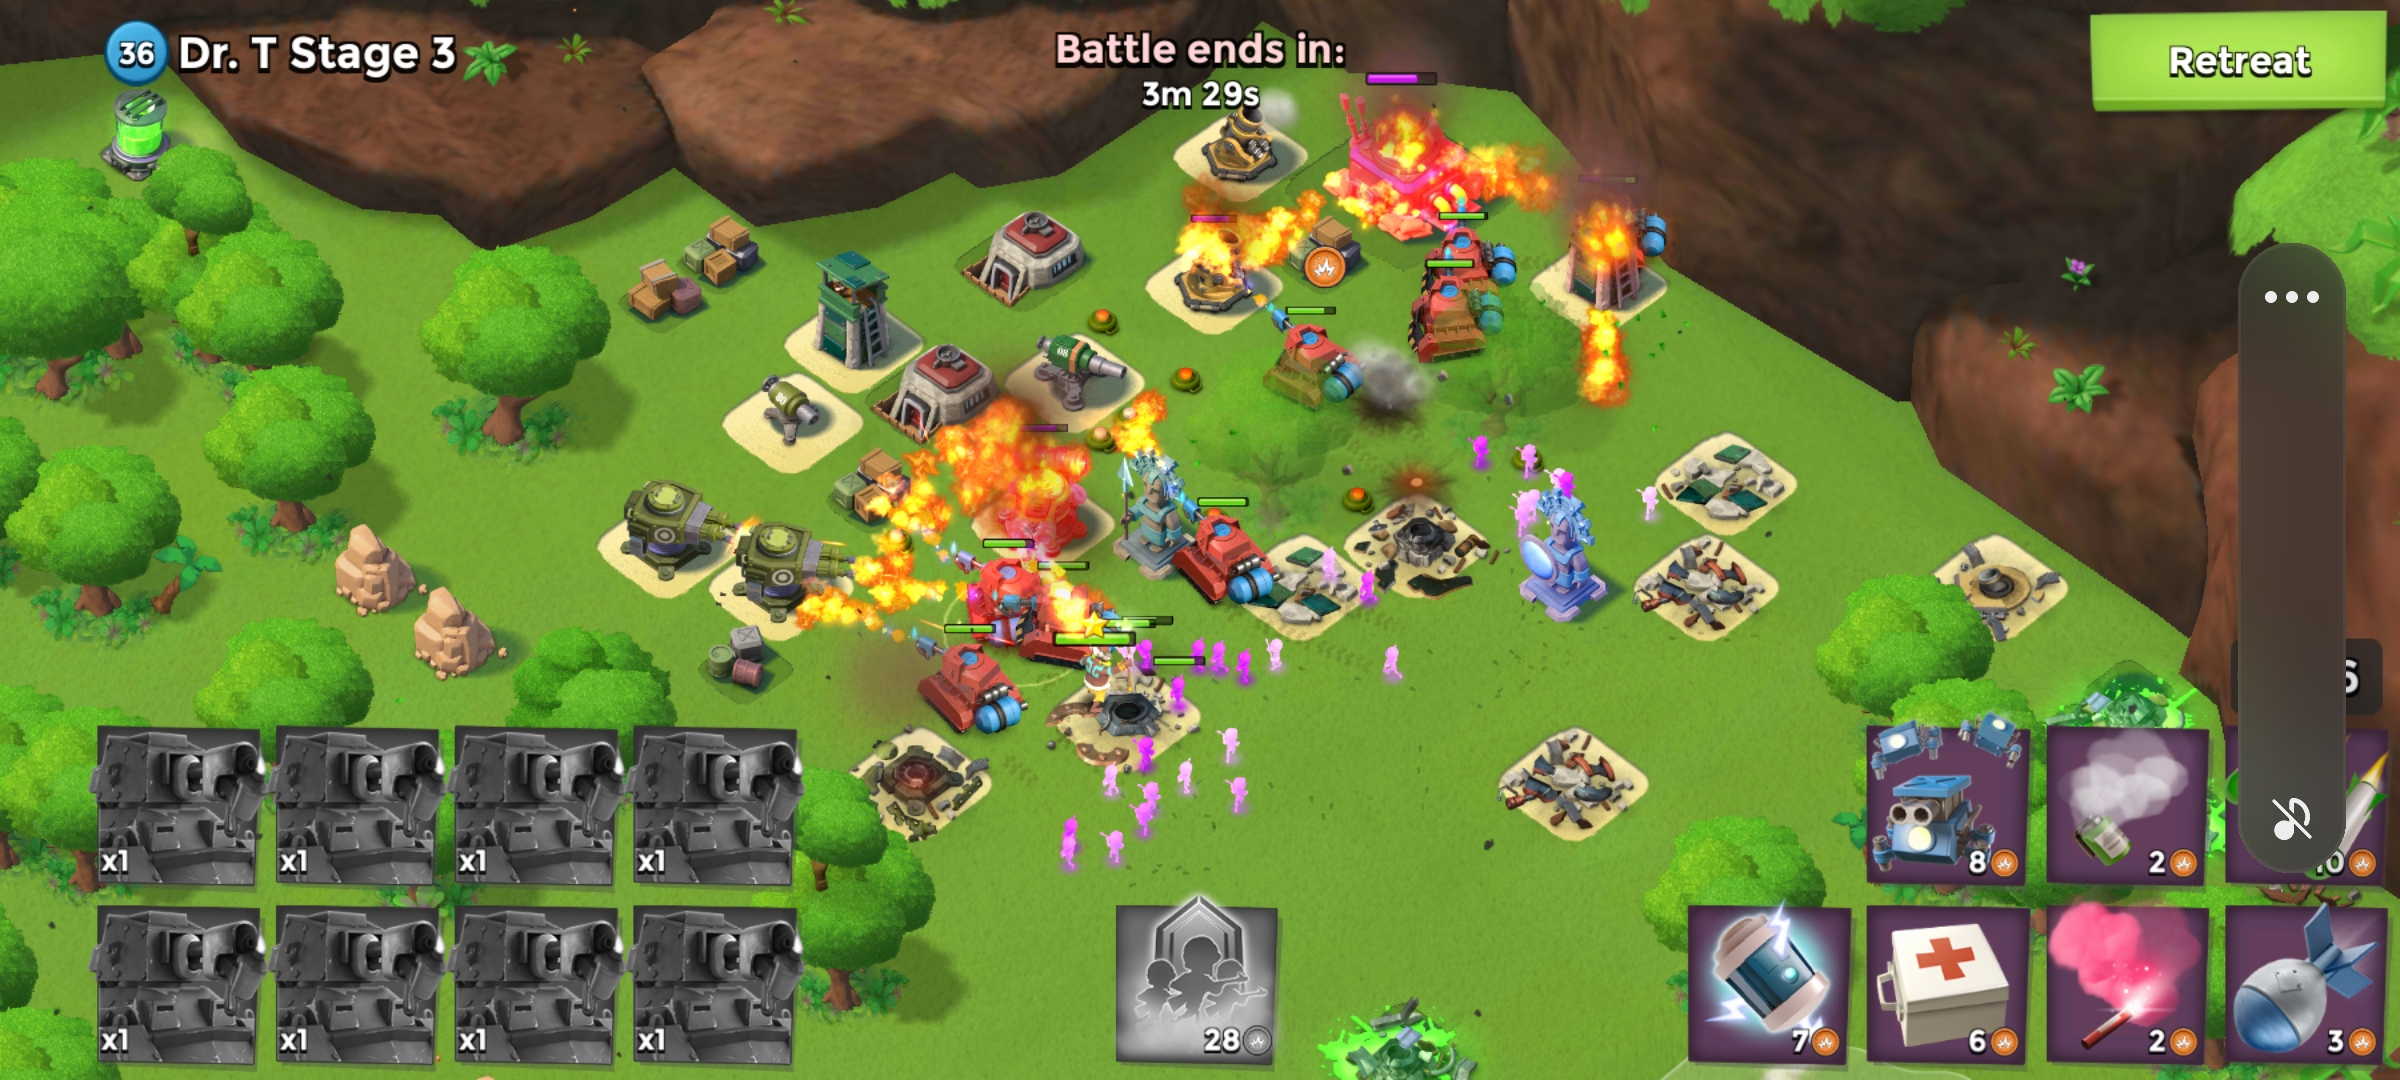 36 Dr. T Stage 3
Battle ends in:
3m 29s
Retreat
x1 x1 x1 x1
8 2 10
x1 x1 x1 x1
28
7 6 2 3